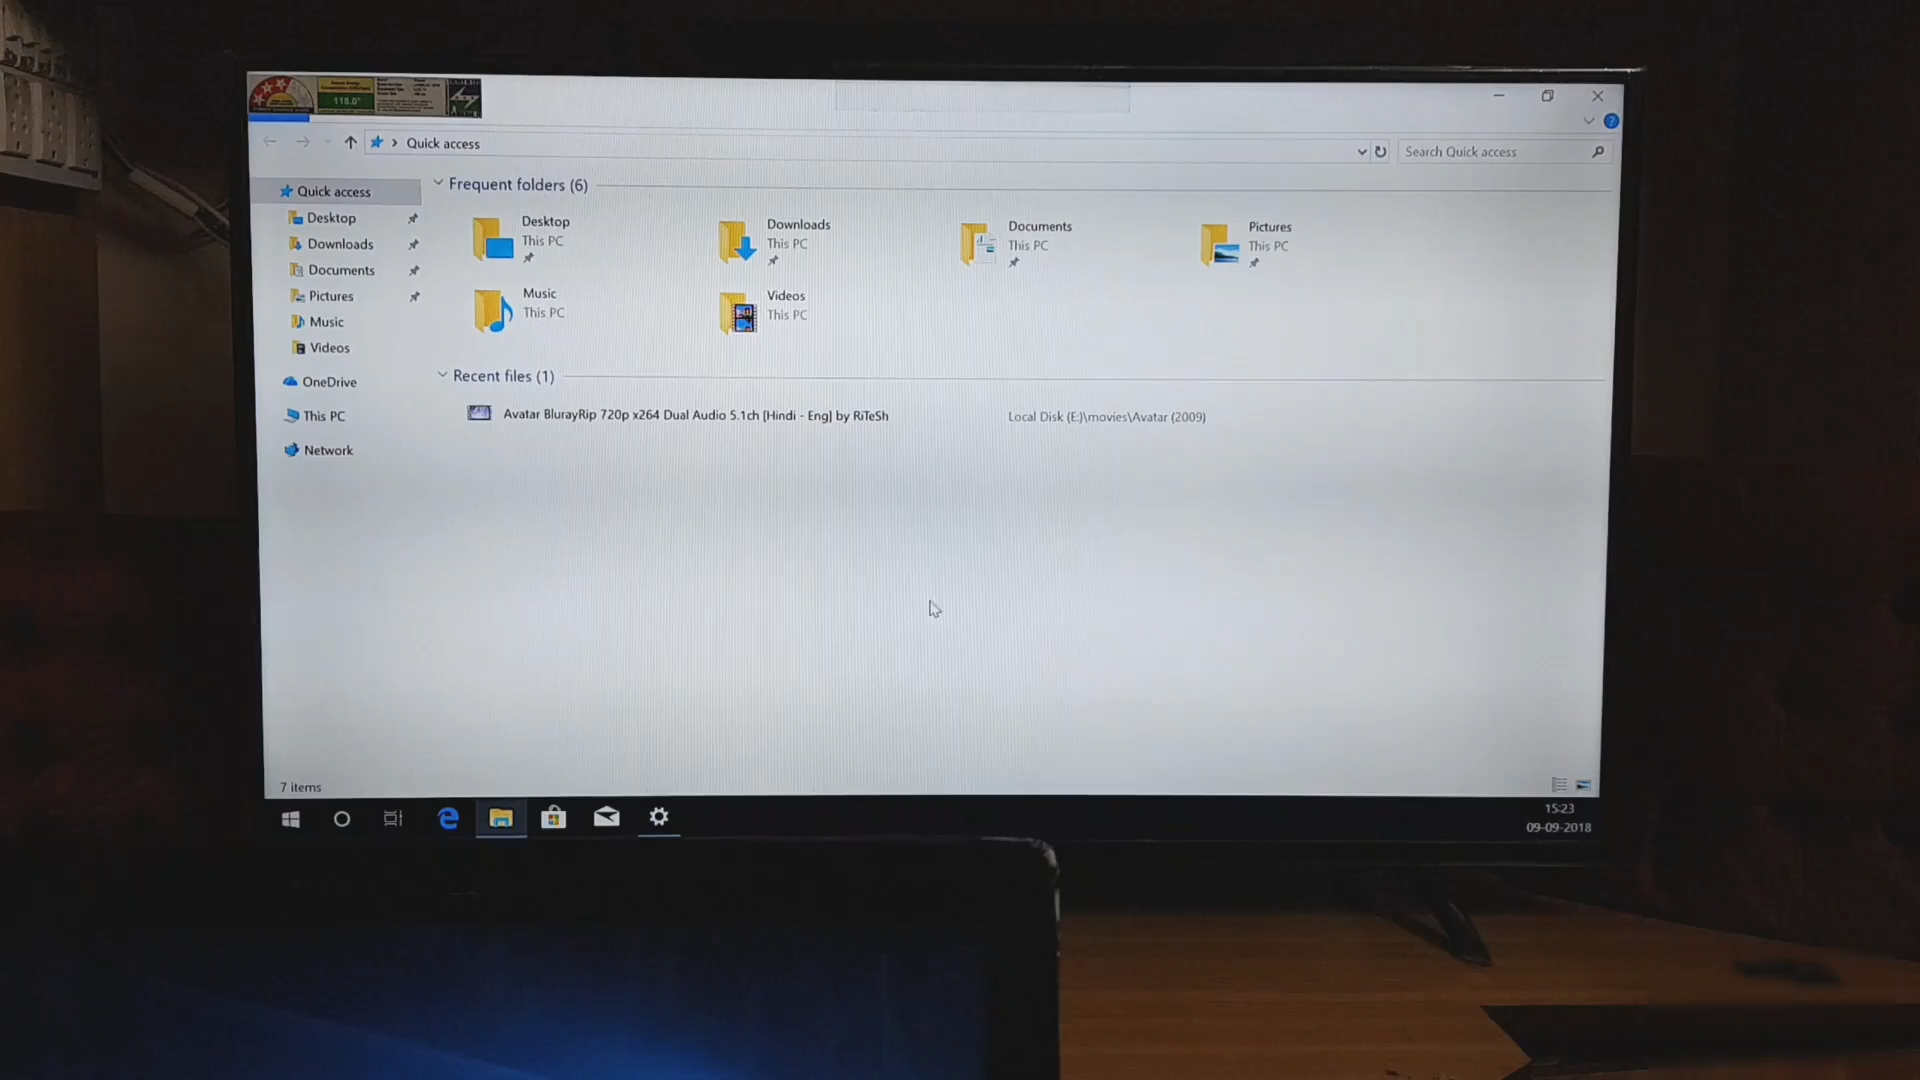 118.0"
Quick access
Search Quick access
Quick access
Desktop
Downloads
Documents
Pictures
Music
Videos
OneDrive
This PC
Network
Frequent folders (6)
Desktop
This PC
Downloads
This PC
Documents
This PC
Pictures
This PC
Music
This PC
Videos
This PC
Recent files (1)
Avatar BlurayRip 720p x264 Dual Audio 5.1ch [Hindi - Eng] by RiTeSh
Local Disk (E:)\movies\Avatar (2009)
7 items
15:23
09-09-2018